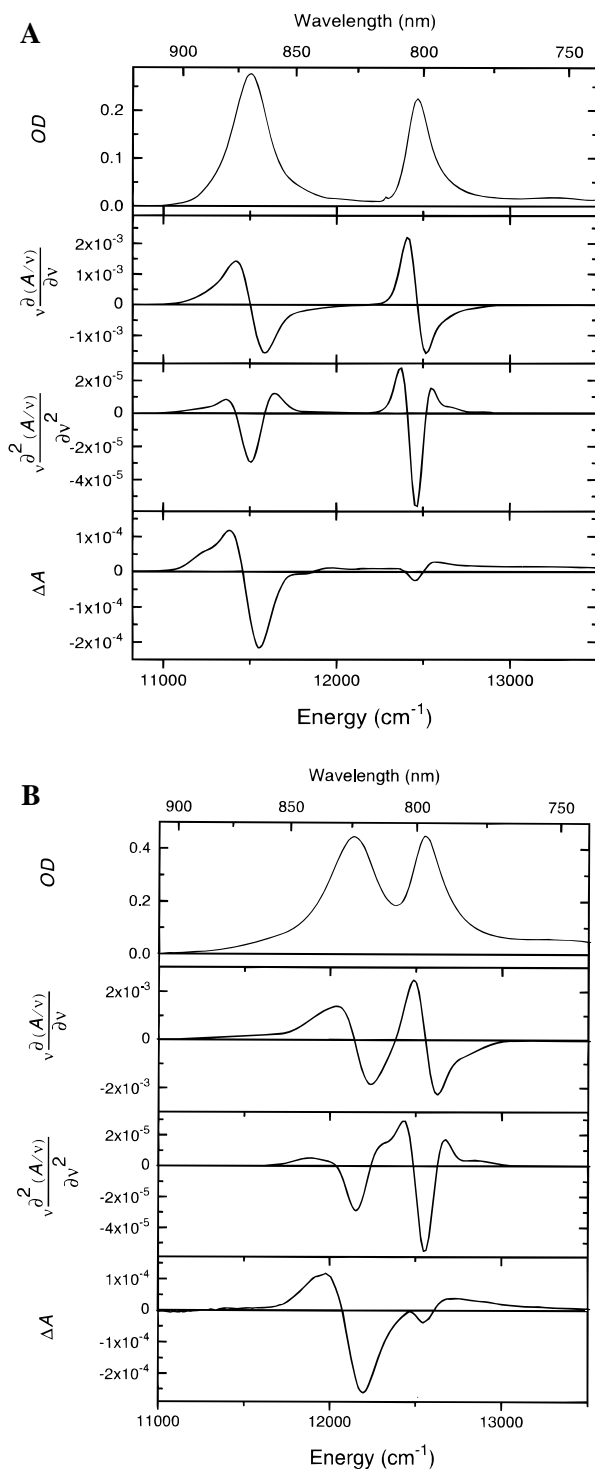 A
Wavelength (nm)
900 850 800 750
OD
0.2
0.1
0.0
ν ∂(A/ν)/∂ν
2x10⁻³
1x10⁻³
0
-1x10⁻³
ν ∂²(A/ν)/∂ν²
2x10⁻⁵
0
-2x10⁻⁵
-4x10⁻⁵
ΔA
1x10⁻⁴
0
-1x10⁻⁴
-2x10⁻⁴
11000 12000 13000
Energy (cm⁻¹)
B
Wavelength (nm)
900 850 800 750
OD
0.4
0.2
0.0
ν ∂(A/ν)/∂ν
2x10⁻³
0
-2x10⁻³
ν ∂²(A/ν)/∂ν²
2x10⁻⁵
0
-2x10⁻⁵
-4x10⁻⁵
ΔA
1x10⁻⁴
0
-1x10⁻⁴
-2x10⁻⁴
11000 12000 13000
Energy (cm⁻¹)